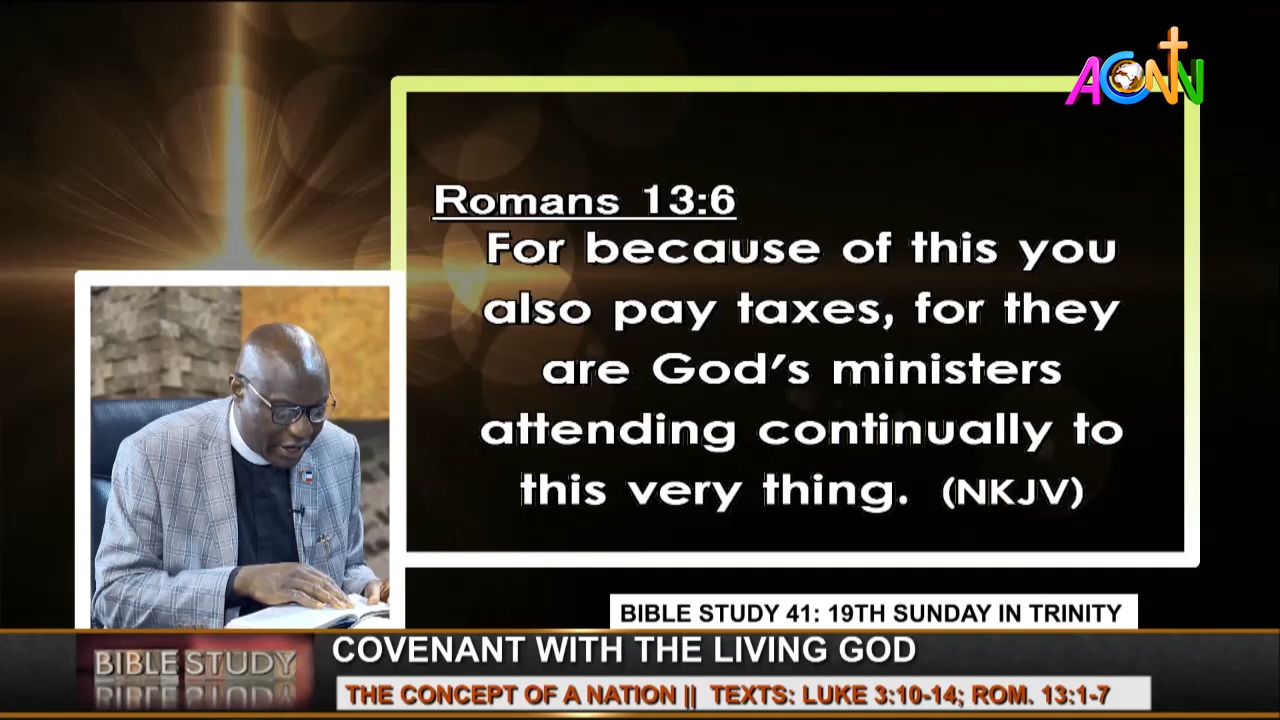 ACNN
Romans 13:6
For because of this you
also pay taxes, for they
are God's ministers
attending continually to
this very thing. (NKJV)
BIBLE STUDY 41: 19TH SUNDAY IN TRINITY
BIBLE STUDY
COVENANT WITH THE LIVING GOD
THE CONCEPT OF A NATION || TEXTS: LUKE 3:10-14; ROM. 13:1-7